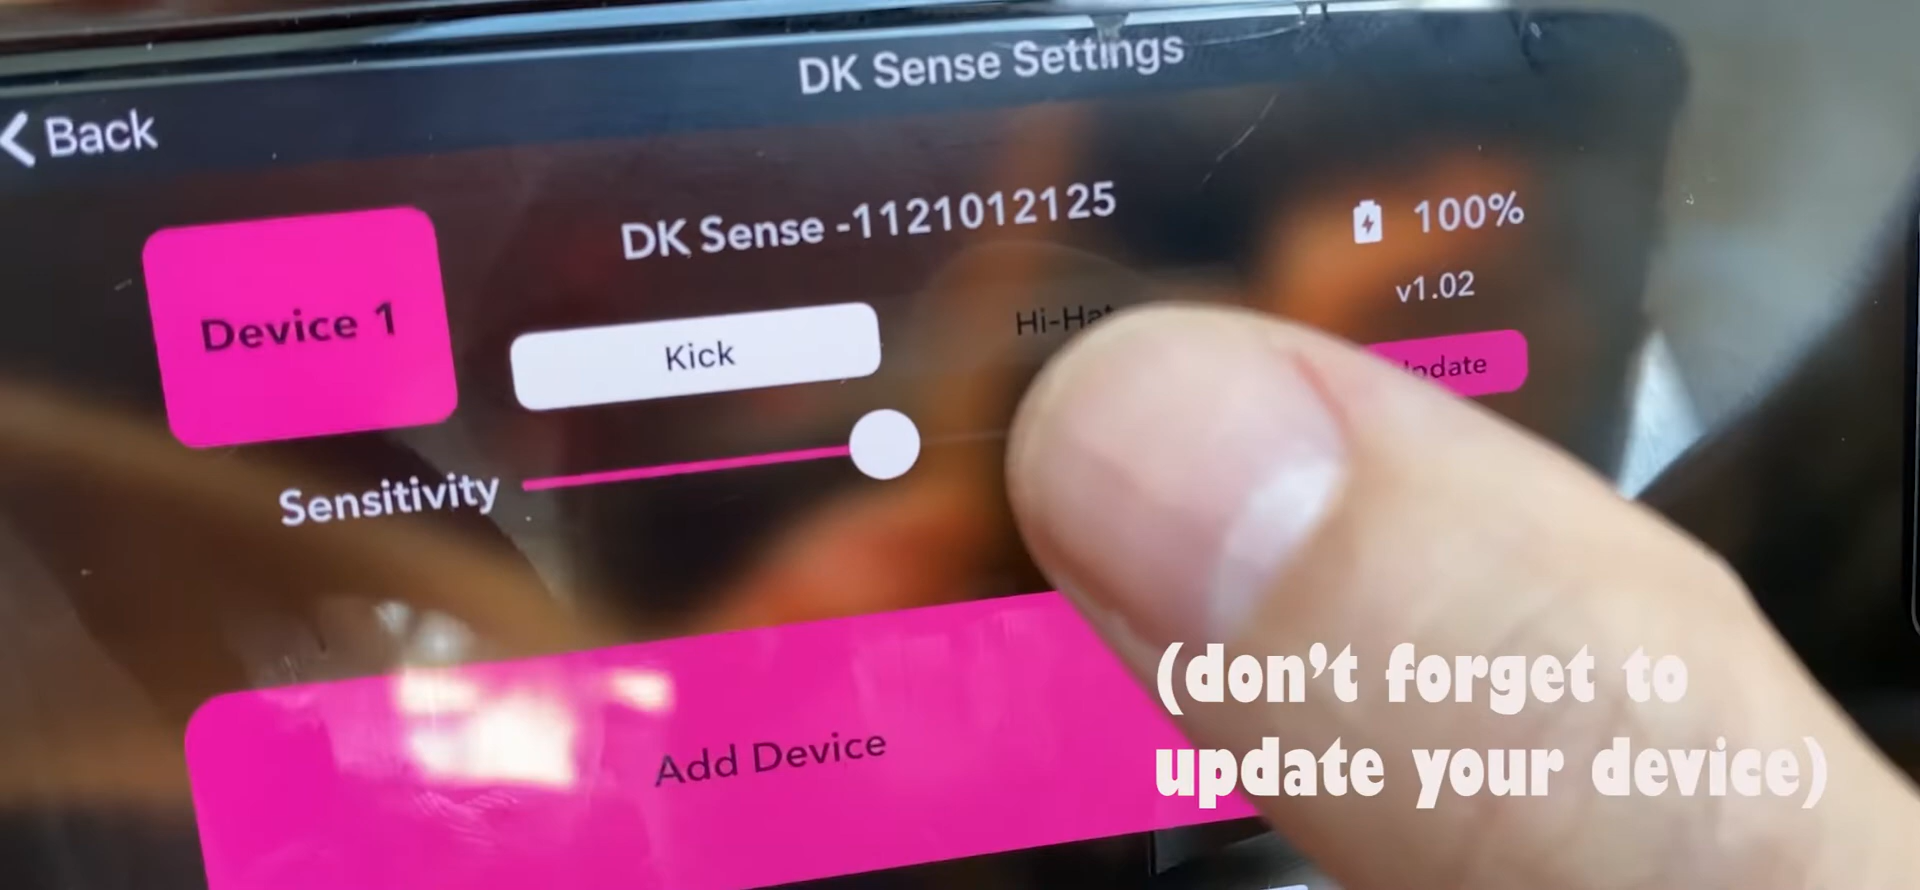 DK Sense Settings
Back
DK Sense -1121012125
100%
v1.02
Device 1
Kick
Sensitivity
Add Device
(don't forget to
update your device)